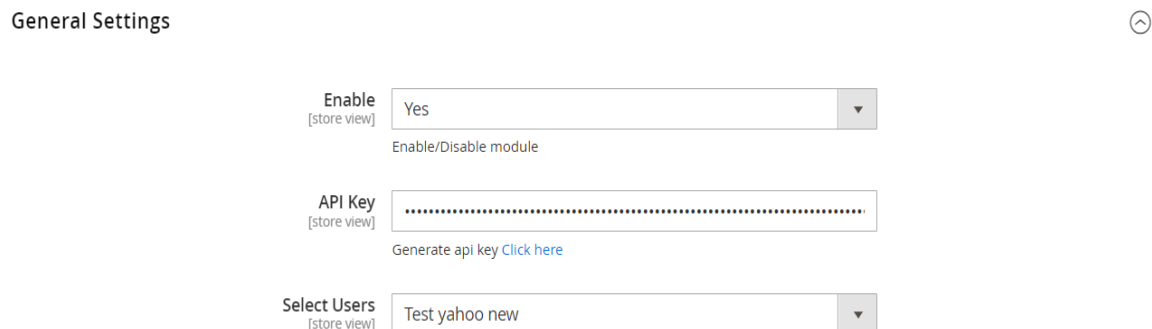 General Settings
Enable
[store view]
Yes
Enable/Disable module
API Key
[store view]
Generate api key Click here
Select Users
[store view]
Test yahoo new